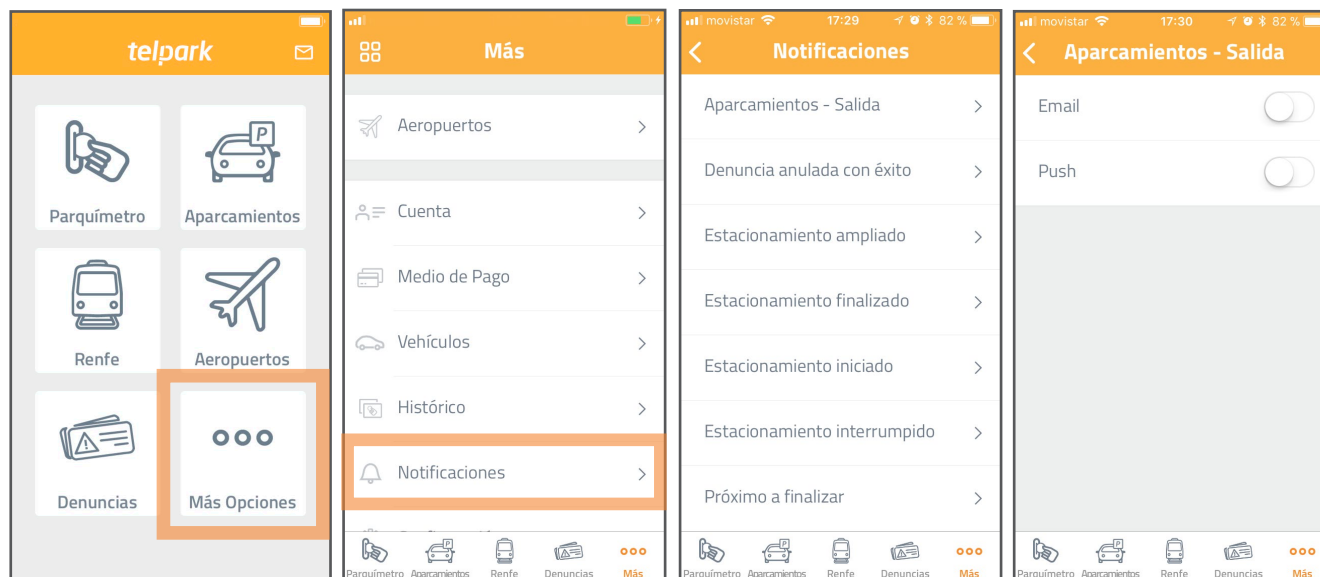 telpark
Parquímetro
Aparcamientos
Renfe
Aeropuertos
Denuncias
Más Opciones
Más
Aeropuertos
Cuenta
Medio de Pago
Vehículos
Histórico
Notificaciones
Parquímetro Aparcamientos Renfe Denuncias Más
movistar 17:29 82 %
Notificaciones
Aparcamientos - Salida
Denuncia anulada con éxito
Estacionamiento ampliado
Estacionamiento finalizado
Estacionamiento iniciado
Estacionamiento interrumpido
Próximo a finalizar
Parquímetro Aparcamientos Renfe Denuncias Más
movistar 17:30 82 %
Aparcamientos - Salida
Email
Push
Parquímetro Aparcamientos Renfe Denuncias Más